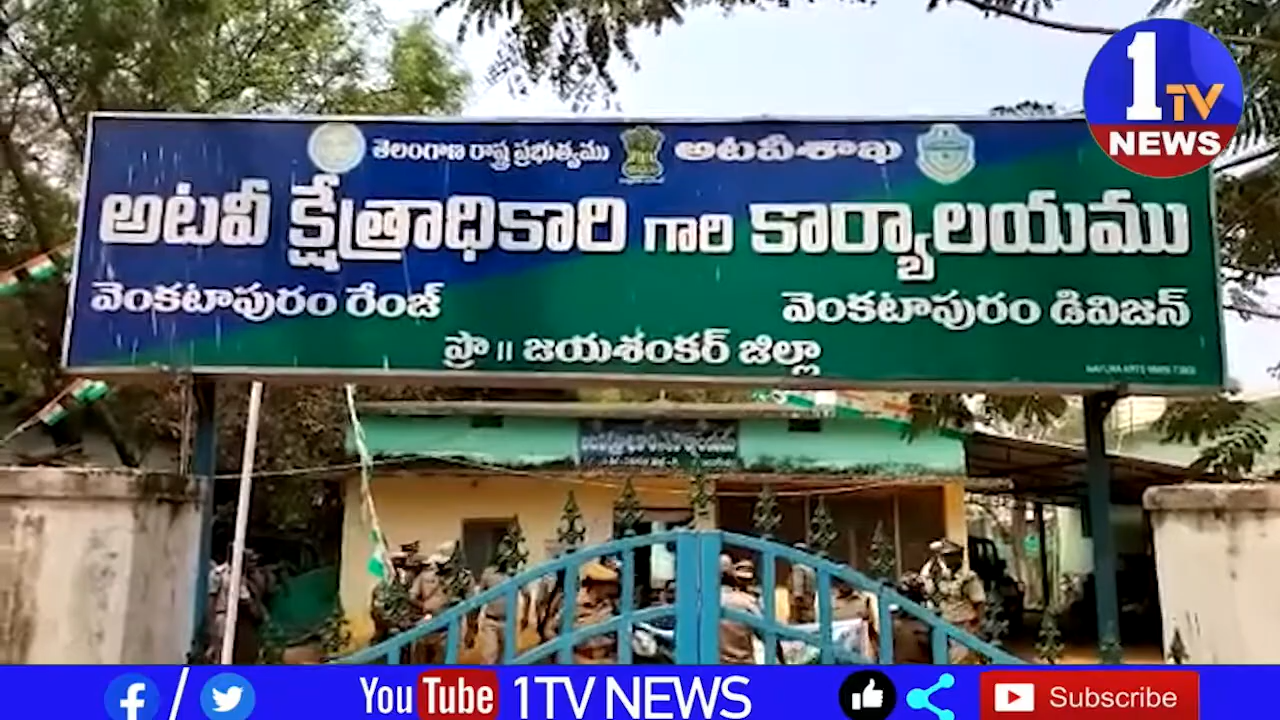 1TV
NEWS
తెలంగాణ రాష్ట్ర ప్రభుత్వము అటవీశాఖ
అటవీ క్షేత్రాధికారి గారి కార్యాలయము
వెంకటాపురం రేంజ్ వెంకటాపురం డివిజన్
ప్రా॥ జయశంకర్ జిల్లా
YouTube 1TV NEWS Subscribe